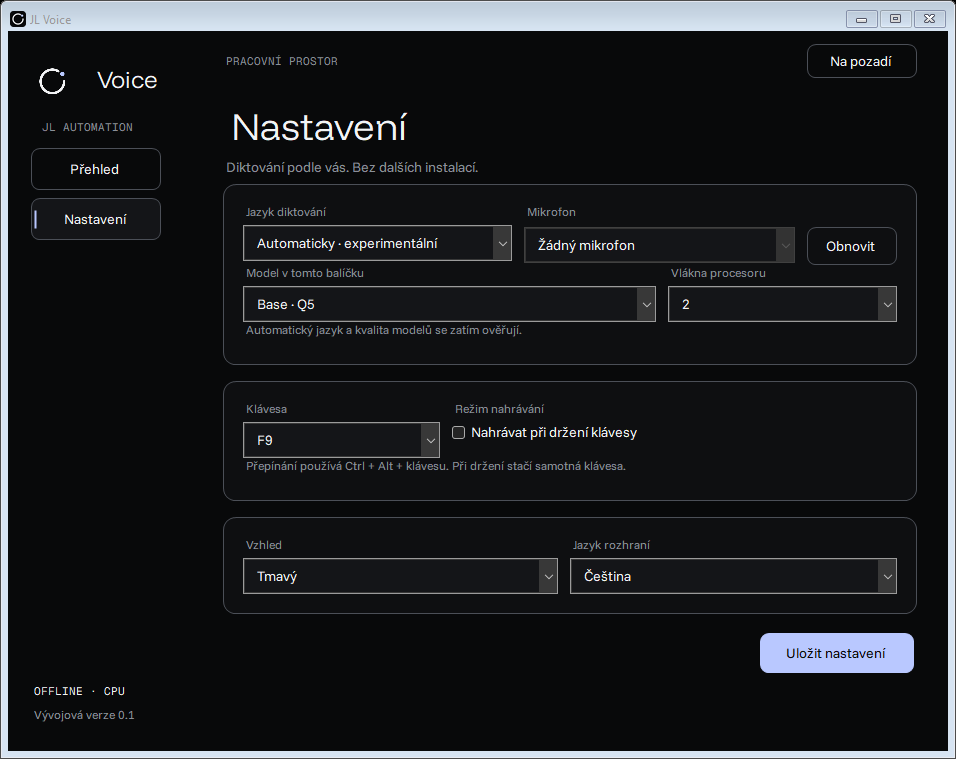 JL Voice
PRACOVNÍ PROSTOR
Na pozadí
Voice
JL AUTOMATION
Přehled
Nastavení
Nastavení
Diktování podle vás. Bez dalších instalací.
Jazyk diktování
Mikrofon
Automaticky · experimentální
Žádný mikrofon
Obnovit
Model v tomto balíčku
Vlákna procesoru
Base · Q5
2
Automatický jazyk a kvalita modelů se zatím ověřují.
Klávesa
Režim nahrávání
F9
Nahrávat při držení klávesy
Přepínání používá Ctrl + Alt + klávesu. Při držení stačí samotná klávesa.
Vzhled
Jazyk rozhraní
Tmavý
Čeština
Uložit nastavení
OFFLINE · CPU
Vývojová verze 0.1